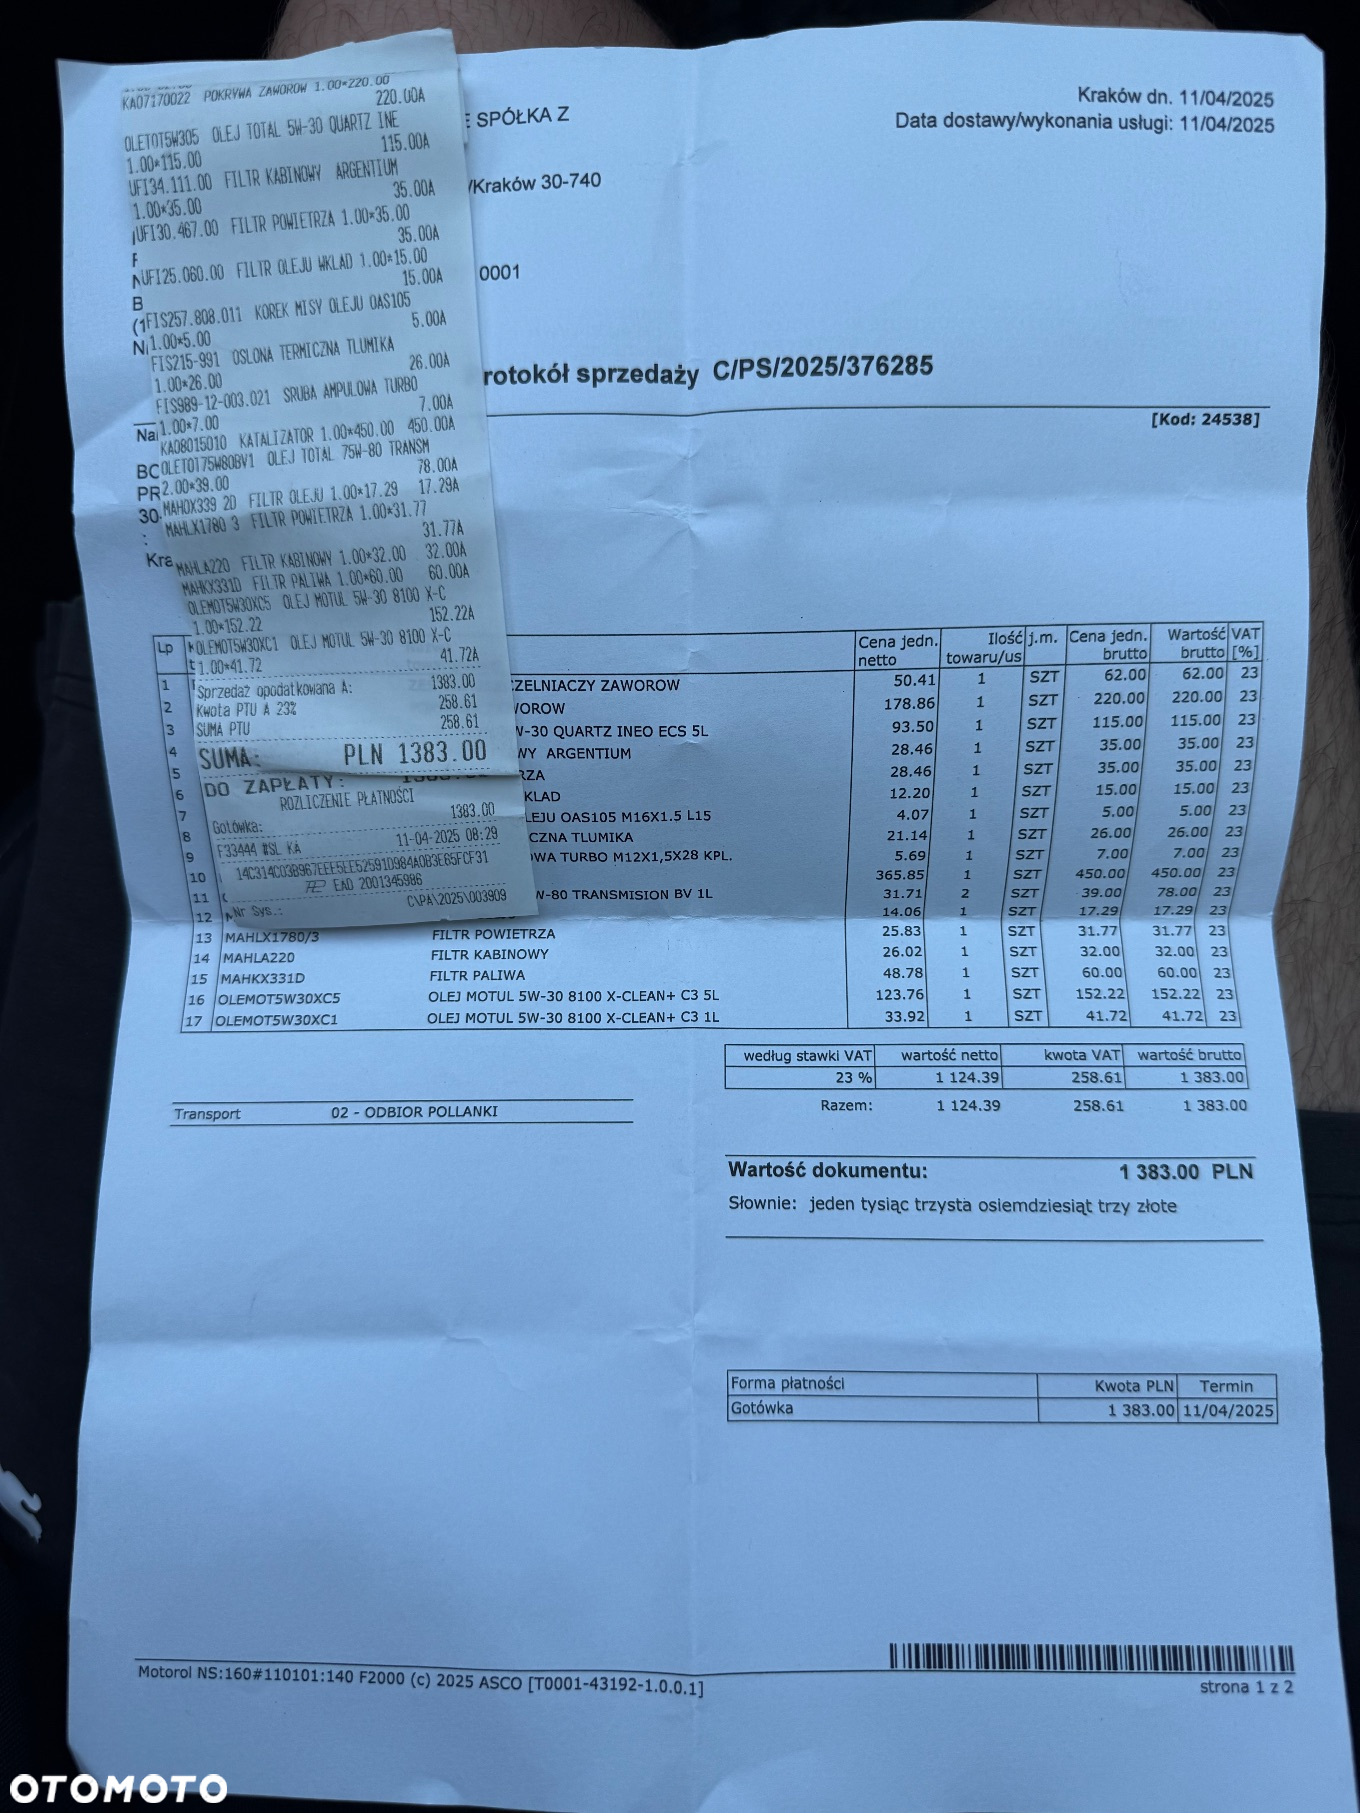 KA07170022 POKRYWA ZAWOROW 1.00*220.00
220.00A
OLETOT5W305 OLEJ TOTAL 5W-30 QUARTZ INE
1.00*115.00 115.00A
UFI34.111.00 FILTR KABINOWY ARGENTIUM
1.00*35.00 35.00A
UFI30.467.00 FILTR POWIETRZA 1.00*35.00
35.00A
UFI25.060.00 FILTR OLEJU WKLAD 1.00*15.00
15.00A
FIS257.808.011 KOREK MISY OLEJU OAS105
1.00*5.00 5.00A
FIS215-991 OSLONA TERMICZNA TLUMIKA
1.00*26.00 26.00A
FIS989-12-003.021 SRUBA AMPULOWA TURBO
1.00*7.00 7.00A
KA08015010 KATALIZATOR 1.00*450.00 450.00A
OLETOT75W80BV1 OLEJ TOTAL 75W-80 TRANSM
2.00*39.00 78.00A
MAHOX339 2D FILTR OLEJU 1.00*17.29 17.29A
MAHLX1780 3 FILTR POWIETRZA 1.00*31.77
31.77A
MAHLA220 FILTR KABINOWY 1.00*32.00 32.00A
MAHKX331D FILTR PALIWA 1.00*60.00 60.00A
OLEMOT5W30XC5 OLEJ MOTUL 5W-30 8100 X-C
1.00*152.22 152.22A
OLEMOT5W30XC1 OLEJ MOTUL 5W-30 8100 X-C
1.00*41.72 41.72A
Sprzedaż opodatkowana A: 1383.00
Kwota PTU A 23% 258.61
SUMA PTU 258.61
SUMA: PLN 1383.00
DO ZAPŁATY:
ROZLICZENIE PŁATNOŚCI
Gotówka: 1383.00
F33444 #SL KA 11-04-2025 08:29
EAD 2001345986
Nr Sys.: C\PA\2025\003909
Kraków dn. 11/04/2025
Data dostawy/wykonania usługi: 11/04/2025
E SPÓŁKA Z
/Kraków 30-740
0001
rotokół sprzedaży C/PS/2025/376285
[Kod: 24538]
Lp Cena jedn. netto Ilość towaru/us j.m. Cena jedn. brutto Wartość brutto VAT [%]
1 CZELNIACZY ZAWOROW 50.41 1 SZT 62.00 62.00 23
2 WOROW 178.86 1 SZT 220.00 220.00 23
3 W-30 QUARTZ INEO ECS 5L 93.50 1 SZT 115.00 115.00 23
4 WY ARGENTIUM 28.46 1 SZT 35.00 35.00 23
5 RZA 28.46 1 SZT 35.00 35.00 23
6 KLAD 12.20 1 SZT 15.00 15.00 23
7 LEJU OAS105 M16X1.5 L15 4.07 1 SZT 5.00 5.00 23
8 CZNA TLUMIKA 21.14 1 SZT 26.00 26.00 23
9 OWA TURBO M12X1,5X28 KPL. 5.69 1 SZT 7.00 7.00 23
10 365.85 1 SZT 450.00 450.00 23
11 W-80 TRANSMISION BV 1L 31.71 2 SZT 39.00 78.00 23
12 14.06 1 SZT 17.29 17.29 23
13 MAHLX1780/3 FILTR POWIETRZA 25.83 1 SZT 31.77 31.77 23
14 MAHLA220 FILTR KABINOWY 26.02 1 SZT 32.00 32.00 23
15 MAHKX331D FILTR PALIWA 48.78 1 SZT 60.00 60.00 23
16 OLEMOT5W30XC5 OLEJ MOTUL 5W-30 8100 X-CLEAN+ C3 5L 123.76 1 SZT 152.22 152.22 23
17 OLEMOT5W30XC1 OLEJ MOTUL 5W-30 8100 X-CLEAN+ C3 1L 33.92 1 SZT 41.72 41.72 23
według stawki VAT wartość netto kwota VAT wartość brutto
23 % 1 124.39 258.61 1 383.00
Razem: 1 124.39 258.61 1 383.00
Transport 02 - ODBIOR POLLANKI
Wartość dokumentu: 1 383.00 PLN
Słownie: jeden tysiąc trzysta osiemdziesiąt trzy złote
Forma płatności Kwota PLN Termin
Gotówka 1 383.00 11/04/2025
Motorol NS:160#110101:140 F2000 (c) 2025 ASCO [T0001-43192-1.0.0.1]
strona 1 z 2
OTOMOTO